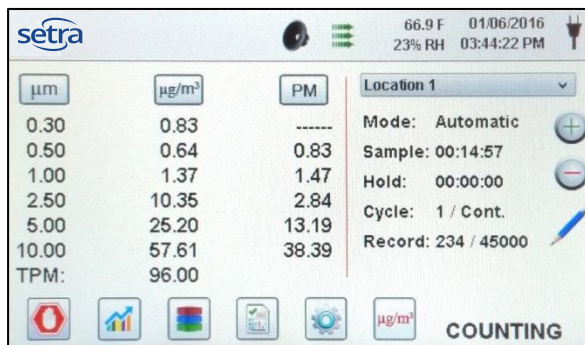 setra
66.9 F 01/06/2016
23% RH 03:44:22 PM
µm µg/m³ PM
0.30 0.83 ------
0.50 0.64 0.83
1.00 1.37 1.47
2.50 10.35 2.84
5.00 25.20 13.19
10.00 57.61 38.39
TPM: 96.00
Location 1
Mode: Automatic
Sample: 00:14:57
Hold: 00:00:00
Cycle: 1 / Cont.
Record: 234 / 45000
µg/m³
COUNTING